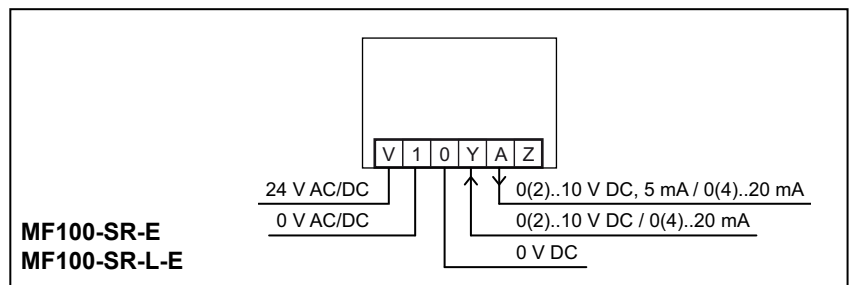 V 1 0 Y A Z
24 V AC/DC
0(2)..10 V DC, 5 mA / 0(4)..20 mA
0 V AC/DC
0(2)..10 V DC / 0(4)..20 mA
0 V DC
MF100-SR-E
MF100-SR-L-E